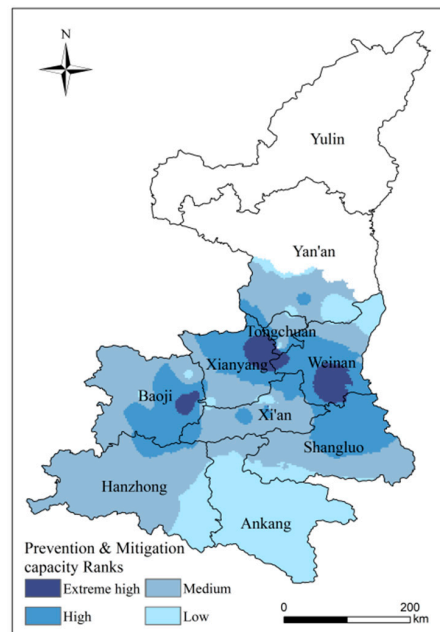 N
Yulin
Yan'an
Tongchuan
Xianyang
Weinan
Baoji
Xi'an
Shangluo
Hanzhong
Ankang
Prevention & Mitigation
capacity Ranks
Extreme high
Medium
High
Low
0
200
km